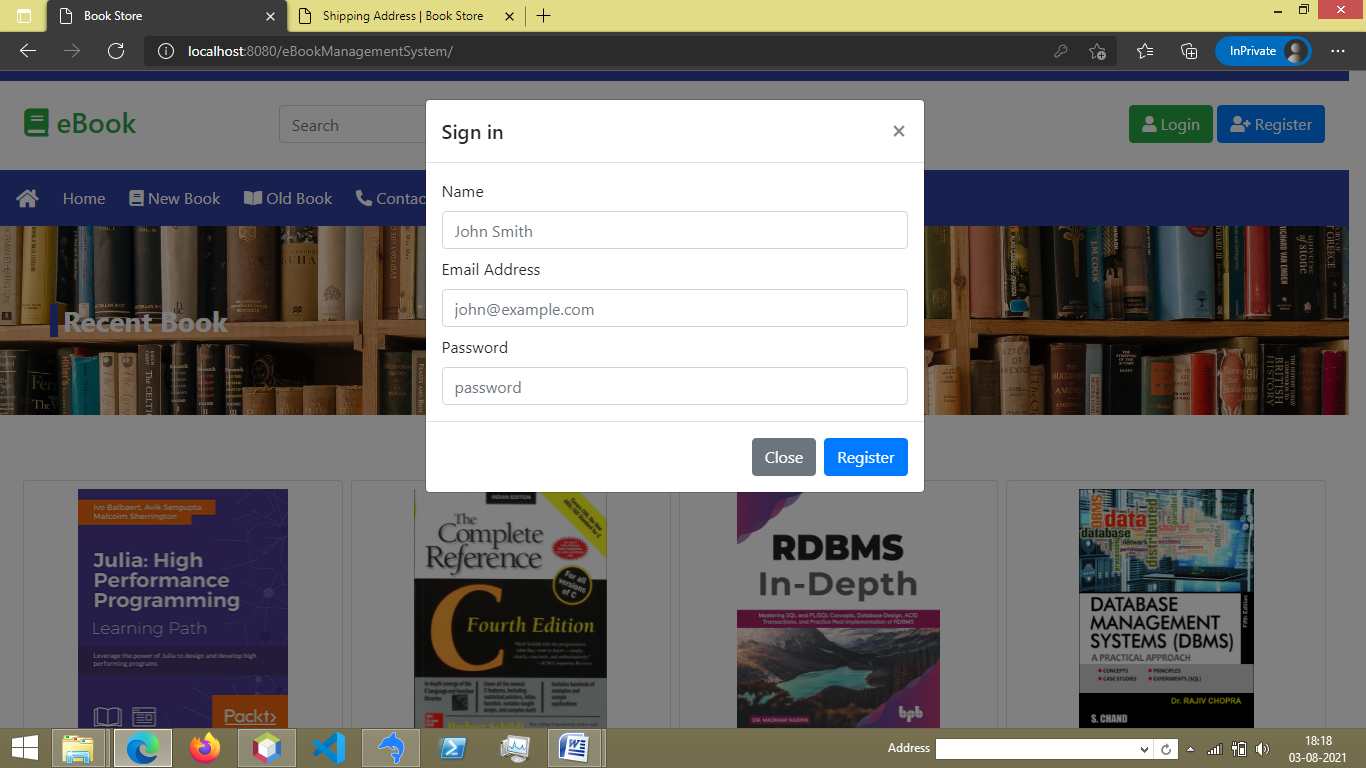 Book Store
Shipping Address | Book Store
localhost:8080/eBookManagementSystem/
InPrivate
eBook
Search
Login
Register
Home
New Book
Old Book
Contac
Sign in
Name
John Smith
Email Address
john@example.com
Password
password
Close
Register
Recent Book
Ivo Balbaert, Avik Sengupta,
Malcolm Sherrington
Julia: High
Performance
Programming
Learning Path
Leverage the power of Julia to design and develop high
performing programs
Packt>
INDIAN EDITION
The
Complete
Reference
For all
versions
of C
C
Fourth Edition
RDBMS
In-Depth
Mastering SQL and PL/SQL Concepts, Database Design, ACID
Transactions, and Practice Real Implementation of RDBMS
DR. MADHAVI VAIDYA
bpb
DBMS
data
database
distributed
Fifth Edition
DATABASE
MANAGEMENT
SYSTEMS (DBMS)
A PRACTICAL APPROACH
• CONCEPTS • PRINCIPLES
• CASE STUDIES • EXPERIMENTS (SQL)
Dr. RAJIV CHOPRA
S. CHAND
Address
18:18
03-08-2021